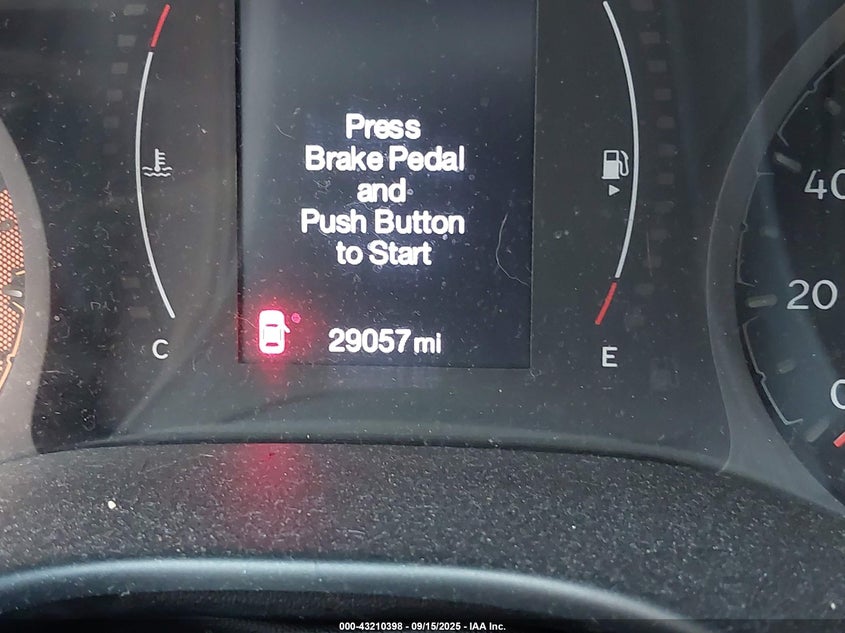 Press
Brake Pedal
and
Push Button
to Start
29057 mi
C
E
40
20
0
000-43210398 - 09/15/2025 - IAA Inc.